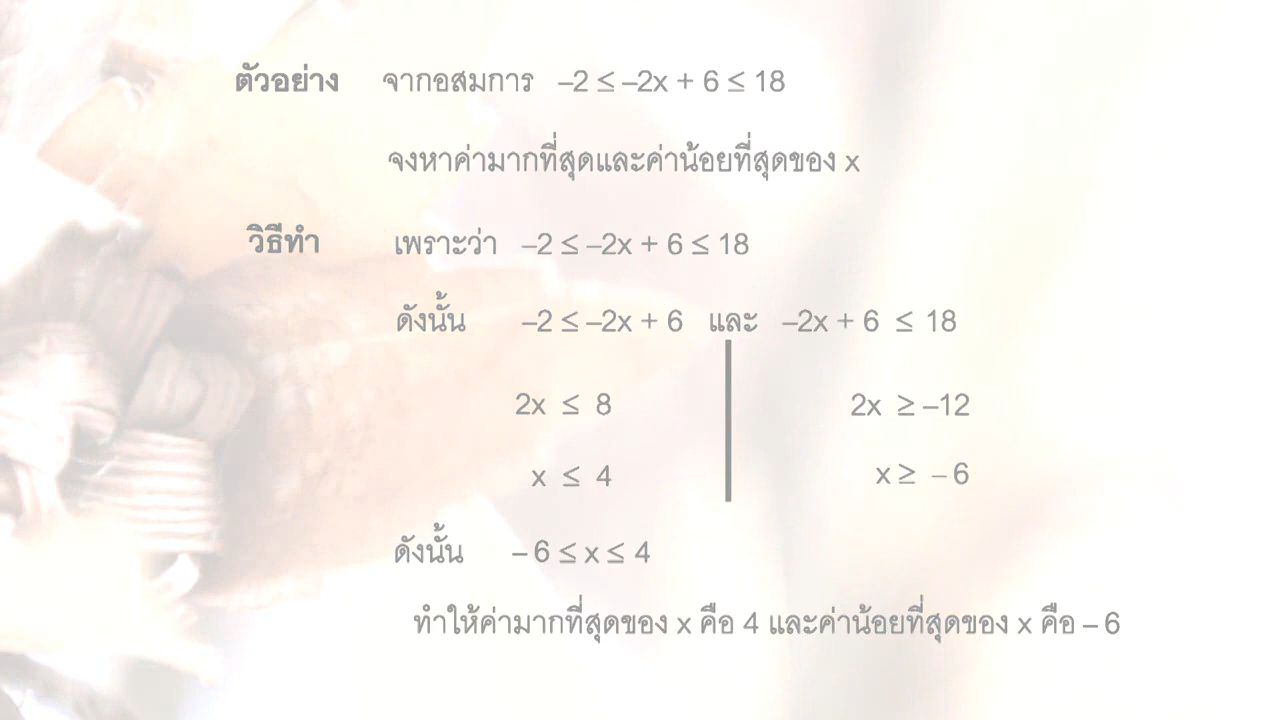 ตัวอย่าง จากอสมการ –2 ≤ –2x + 6 ≤ 18
จงหาค่ามากที่สุดและค่าน้อยที่สุดของ x
วิธีทำ เพราะว่า –2 ≤ –2x + 6 ≤ 18
ดังนั้น –2 ≤ –2x + 6 และ –2x + 6 ≤ 18
2x ≤ 8 2x ≥ –12
x ≤ 4 x ≥ – 6
ดังนั้น – 6 ≤ x ≤ 4
ทำให้ค่ามากที่สุดของ x คือ 4 และค่าน้อยที่สุดของ x คือ – 6